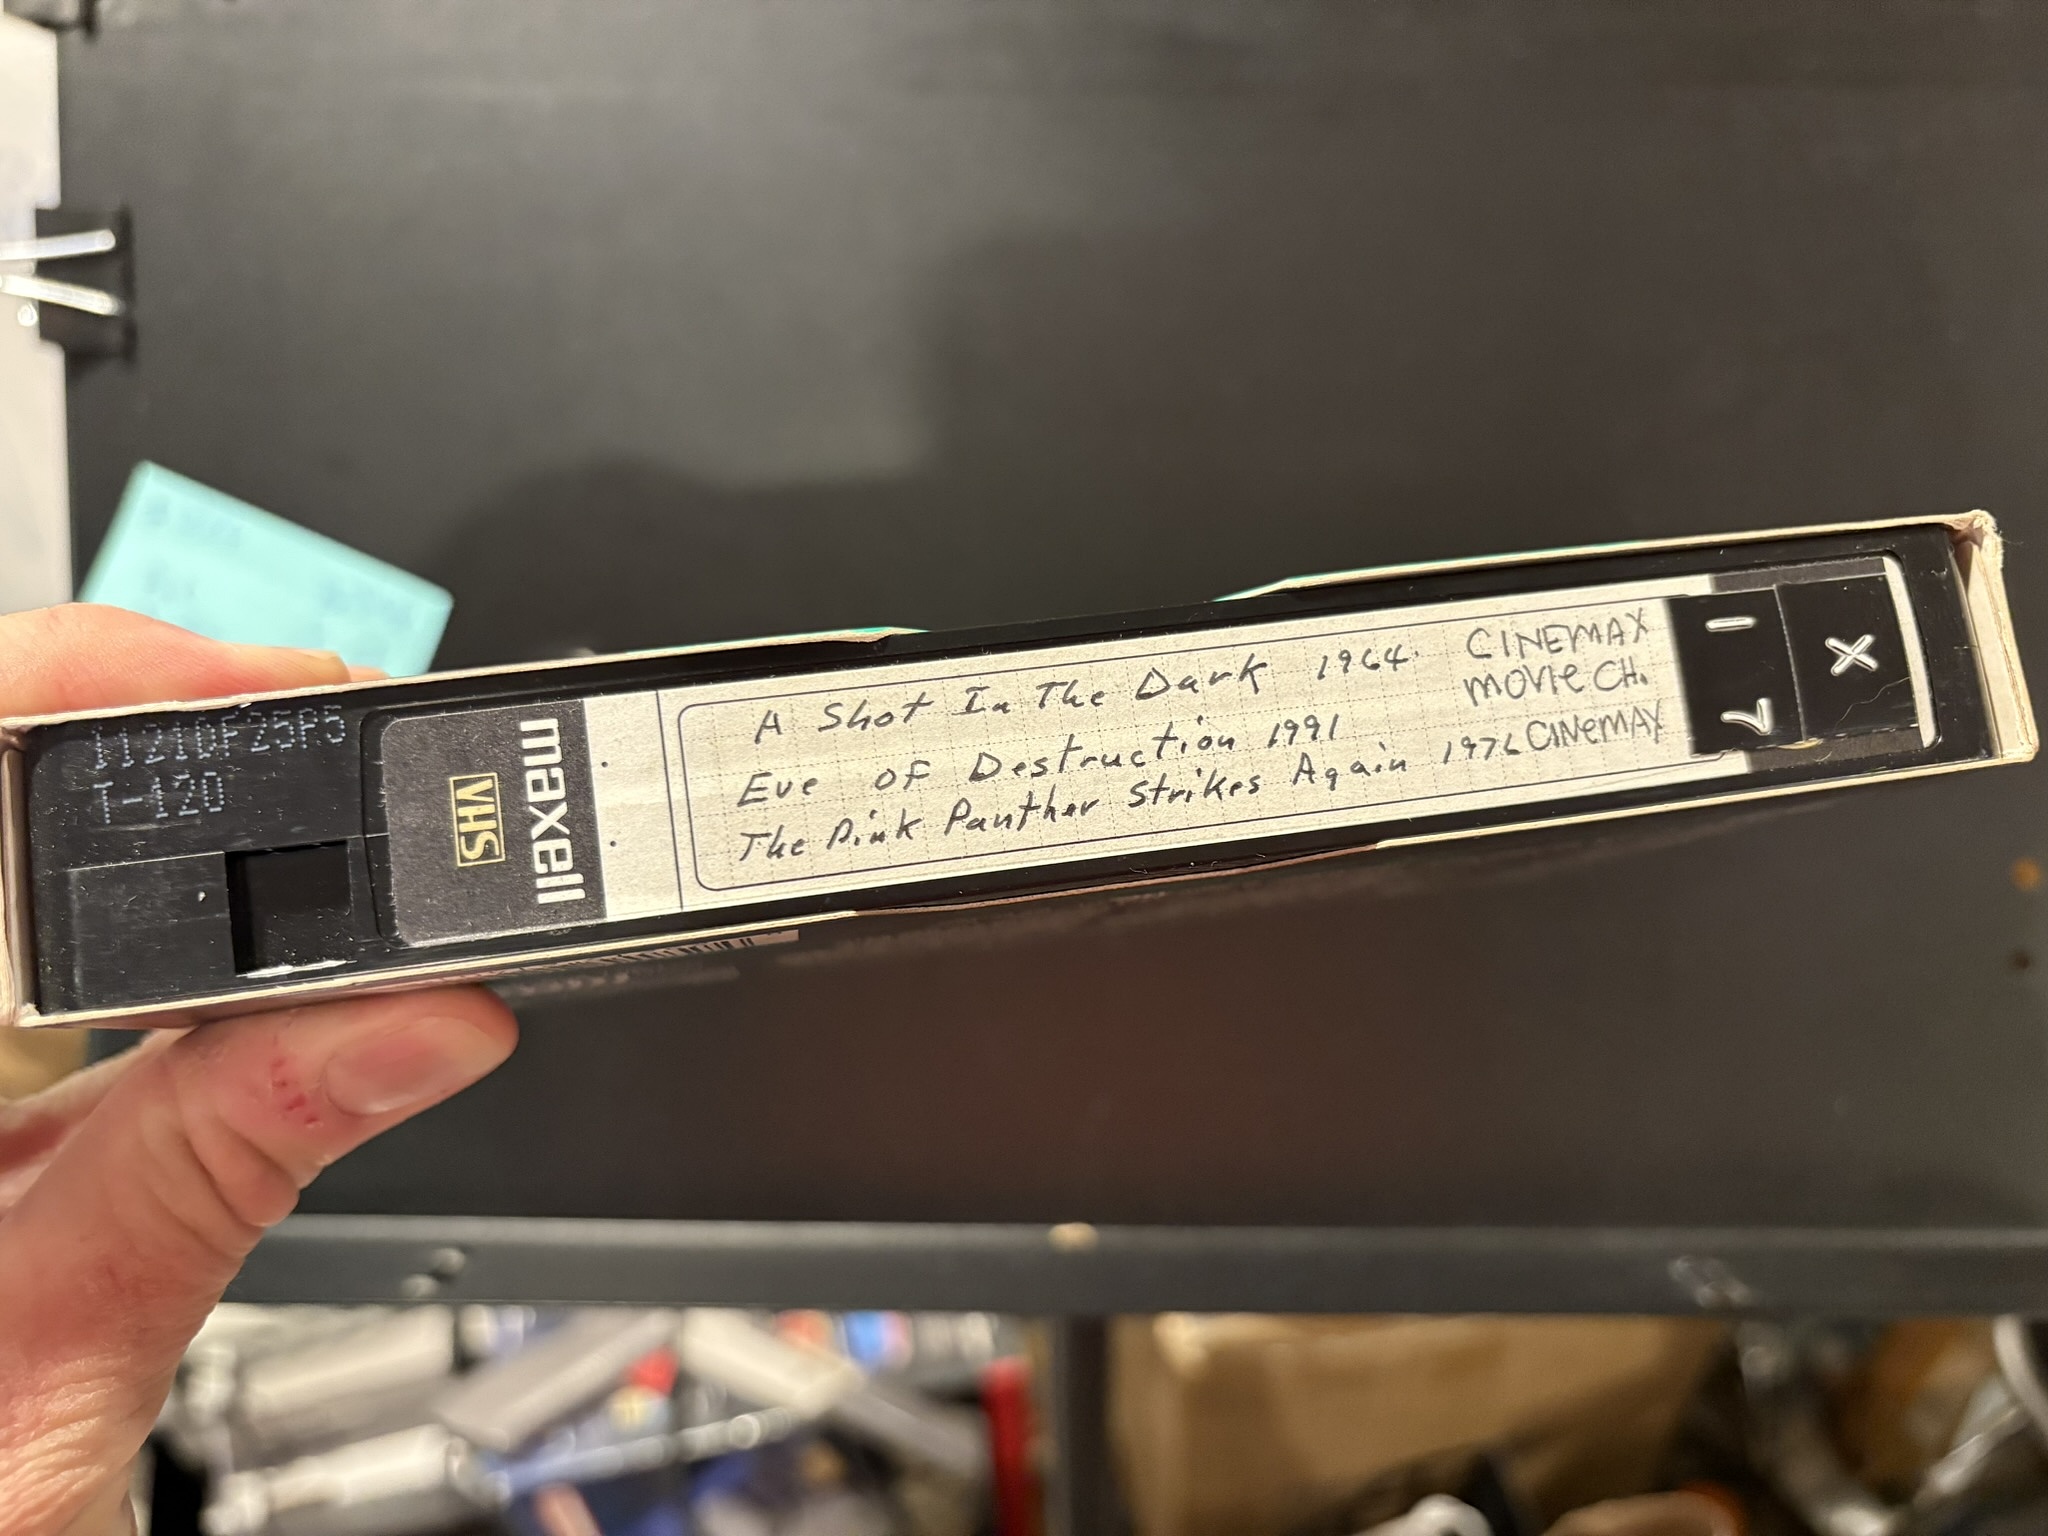 11210F25R5
T-120
maxell
VHS
A Shot In The Dark 1964. CINEMAX
Eve of Destruction 1991 MOVIE CH.
The Pink Panther Strikes Again 1976 CINEMAX
X